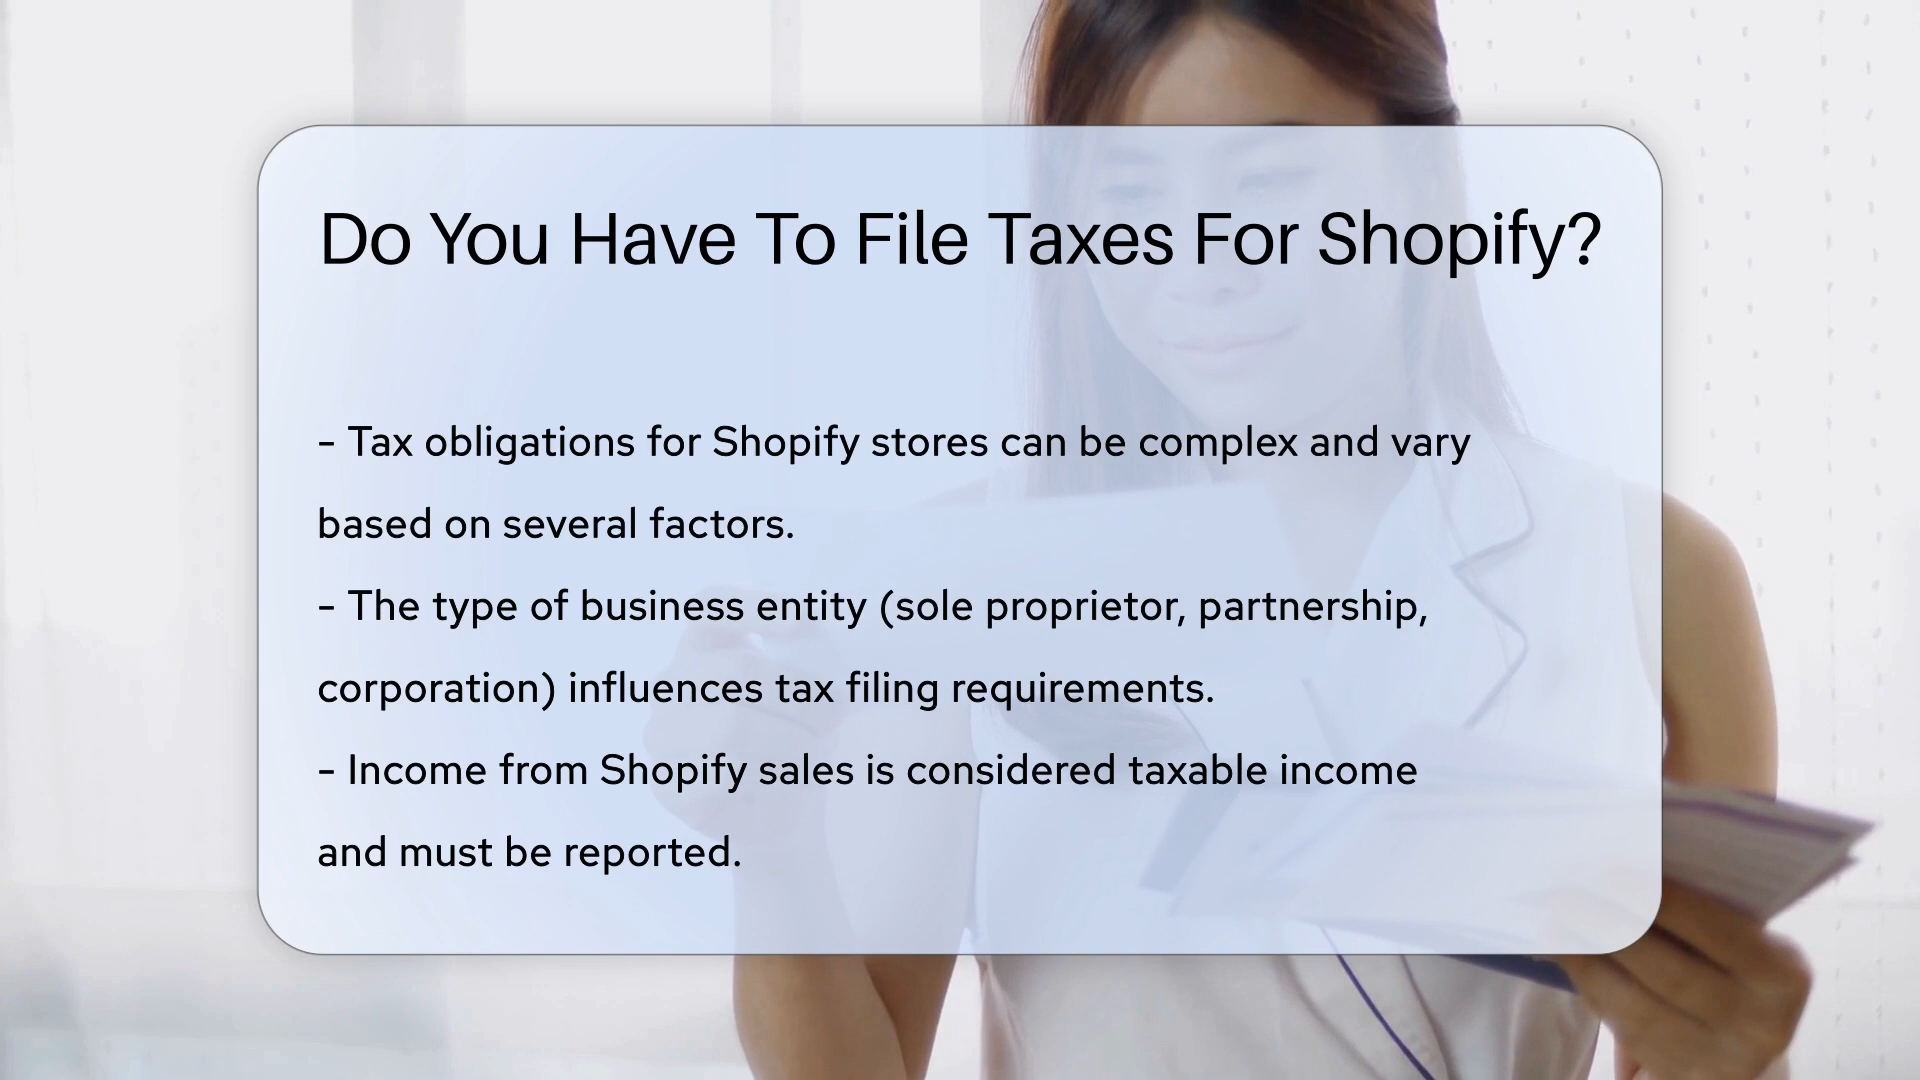 Do You Have To File Taxes For Shopify?
- Tax obligations for Shopify stores can be complex and vary
based on several factors.
- The type of business entity (sole proprietor, partnership,
corporation) influences tax filing requirements.
- Income from Shopify sales is considered taxable income
and must be reported.